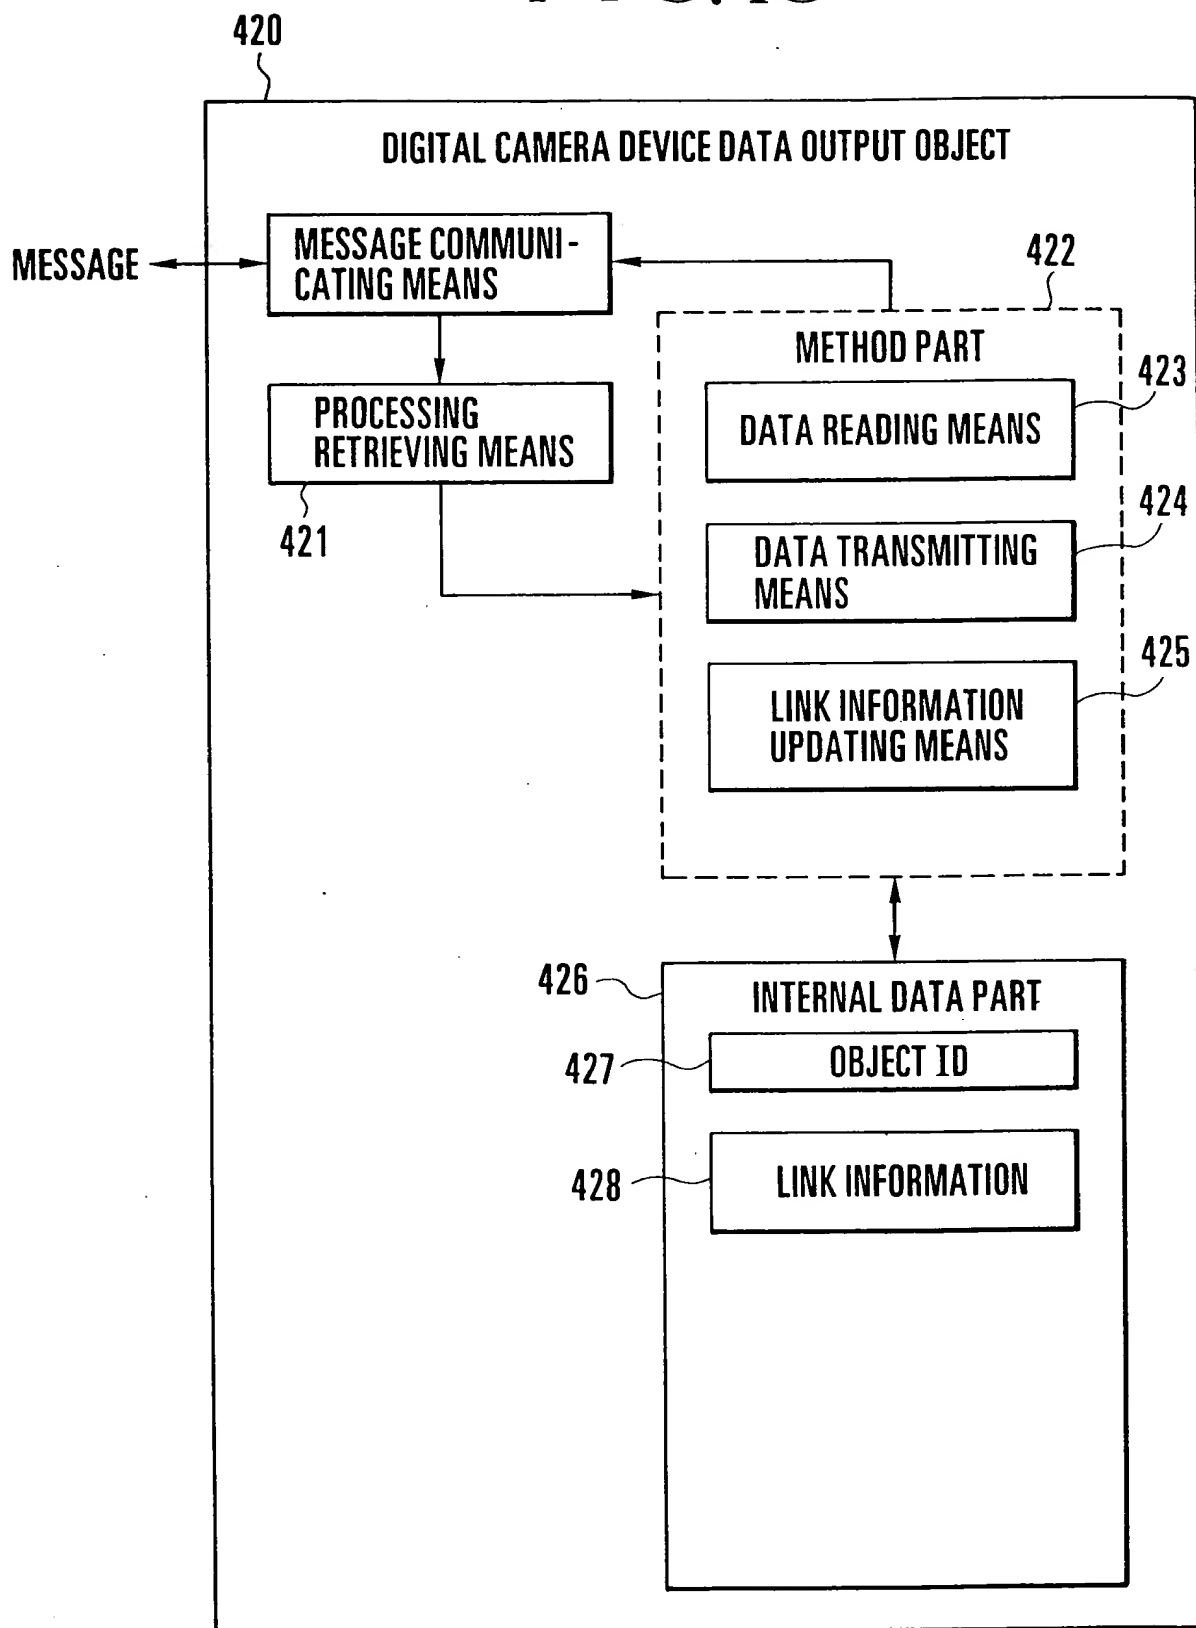 420
DIGITAL CAMERA DEVICE DATA OUTPUT OBJECT
MESSAGE
MESSAGE COMMUNI-
CATING MEANS
422
METHOD PART
PROCESSING
RETRIEVING MEANS
421
423
DATA READING MEANS
424
DATA TRANSMITTING
MEANS
425
LINK INFORMATION
UPDATING MEANS
426
INTERNAL DATA PART
427
OBJECT ID
428
LINK INFORMATION